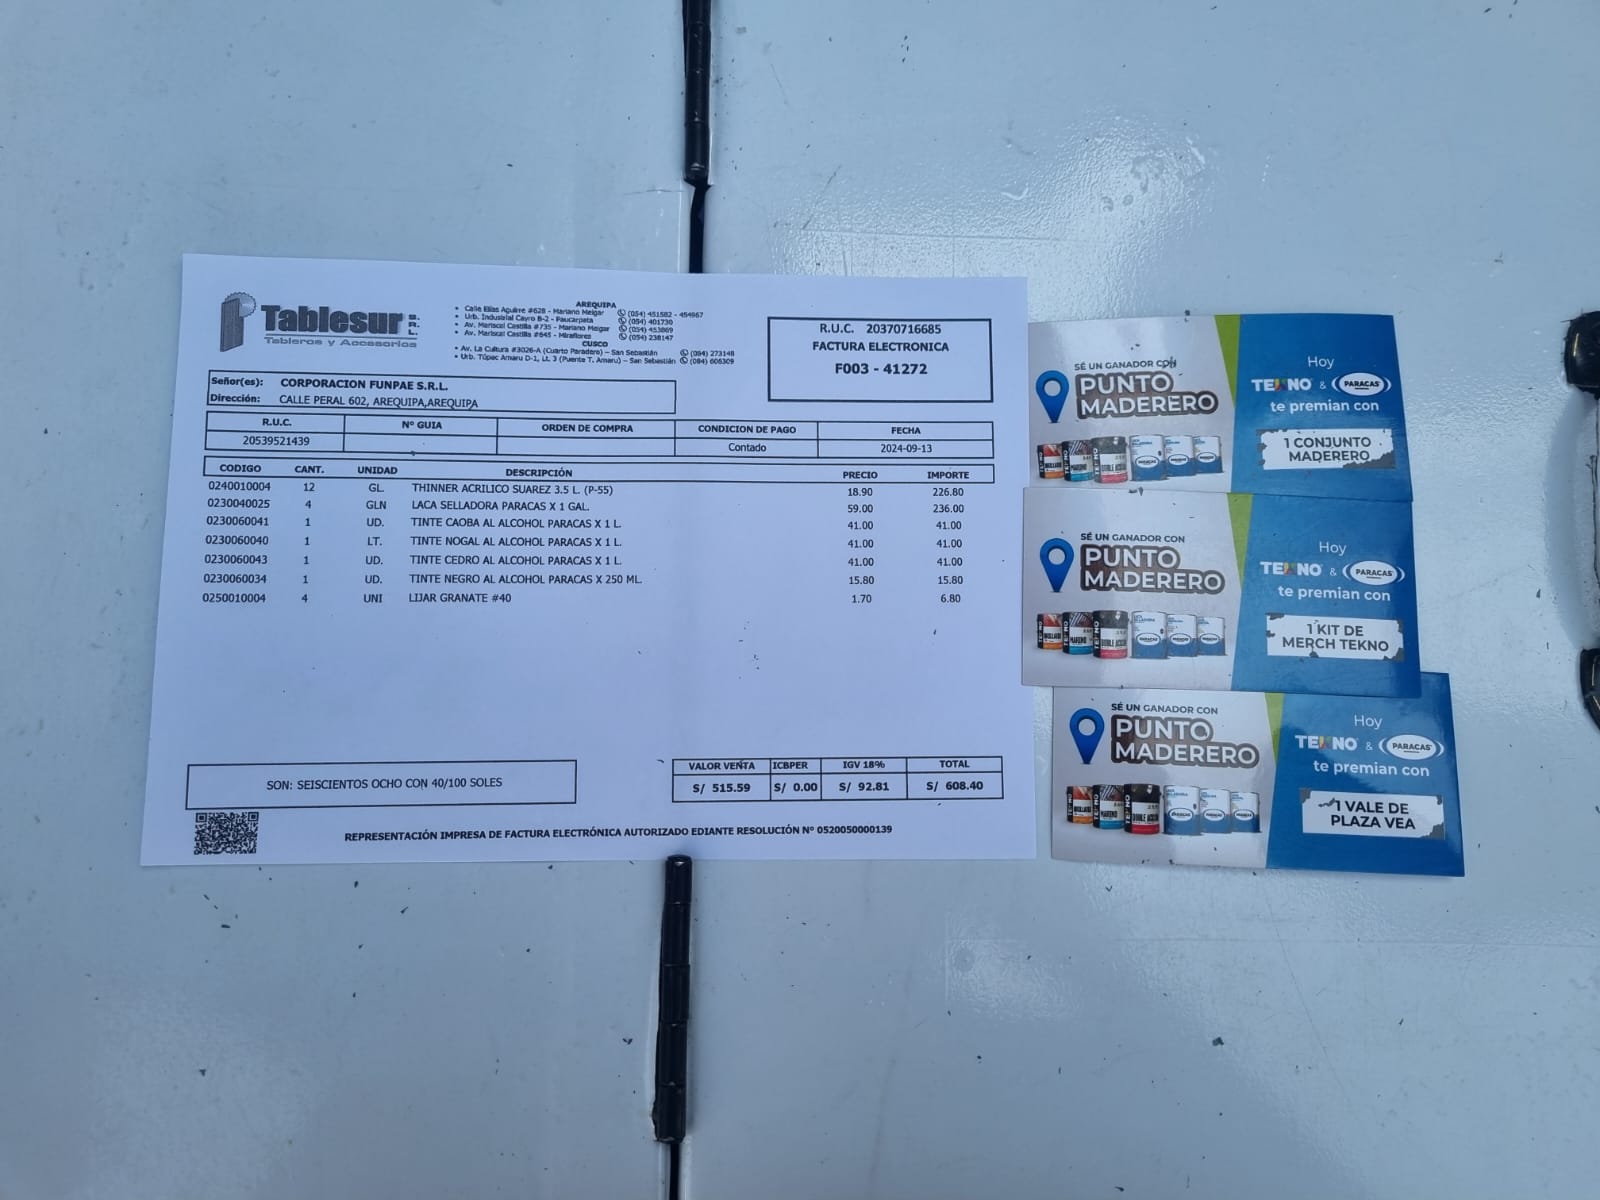 Tablesur S. R. L.
Tableros y Accesorios
AREQUIPA
• Calle Elías Aguirre #628 - Mariano Melgar (054) 451582 - 454967
• Urb. Industrial Cayro B-2 - Paucarpata (054) 401730
• Av. Mariscal Castilla #735 - Mariano Melgar (054) 453869
• Av. Mariscal Castilla #645 - Miraflores (054) 238147
CUSCO
• Av. La Cultura #3026-A (Cuarto Paradero) – San Sebastián (084) 273148
• Urb. Túpac Amaru D-1, Lt. 3 (Puente T. Amaru) – San Sebastián (084) 606309
R.U.C. 20370716685
FACTURA ELECTRONICA
F003 - 41272
Señor(es): CORPORACION FUNPAE S.R.L.
Dirección: CALLE PERAL 602, AREQUIPA,AREQUIPA
R.U.C. Nº GUIA ORDEN DE COMPRA CONDICION DE PAGO FECHA
20539521439 Contado 2024-09-13
CODIGO CANT. UNIDAD DESCRIPCIÓN PRECIO IMPORTE
0240010004 12 GL. THINNER ACRILICO SUAREZ 3.5 L. (P-55) 18.90 226.80
0230040025 4 GLN LACA SELLADORA PARACAS X 1 GAL. 59.00 236.00
0230060041 1 UD. TINTE CAOBA AL ALCOHOL PARACAS X 1 L. 41.00 41.00
0230060040 1 LT. TINTE NOGAL AL ALCOHOL PARACAS X 1 L. 41.00 41.00
0230060043 1 UD. TINTE CEDRO AL ALCOHOL PARACAS X 1 L. 41.00 41.00
0230060034 1 UD. TINTE NEGRO AL ALCOHOL PARACAS X 250 ML. 15.80 15.80
0250010004 4 UNI LIJAR GRANATE #40 1.70 6.80
SON: SEISCIENTOS OCHO CON 40/100 SOLES
VALOR VENTA ICBPER IGV 18% TOTAL
S/ 515.59 S/ 0.00 S/ 92.81 S/ 608.40
REPRESENTACIÓN IMPRESA DE FACTURA ELECTRÓNICA AUTORIZADO EDIANTE RESOLUCIÓN Nº 0520050000139
SÉ UN GANADOR CON
PUNTO
MADERERO
Hoy
TEKNO & PARACAS
te premian con
1 CONJUNTO
MADERERO
SÉ UN GANADOR CON
PUNTO
MADERERO
Hoy
TEKNO & PARACAS
te premian con
1 KIT DE
MERCH TEKNO
SÉ UN GANADOR CON
PUNTO
MADERERO
Hoy
TEKNO & PARACAS
te premian con
1 VALE DE
PLAZA VEA